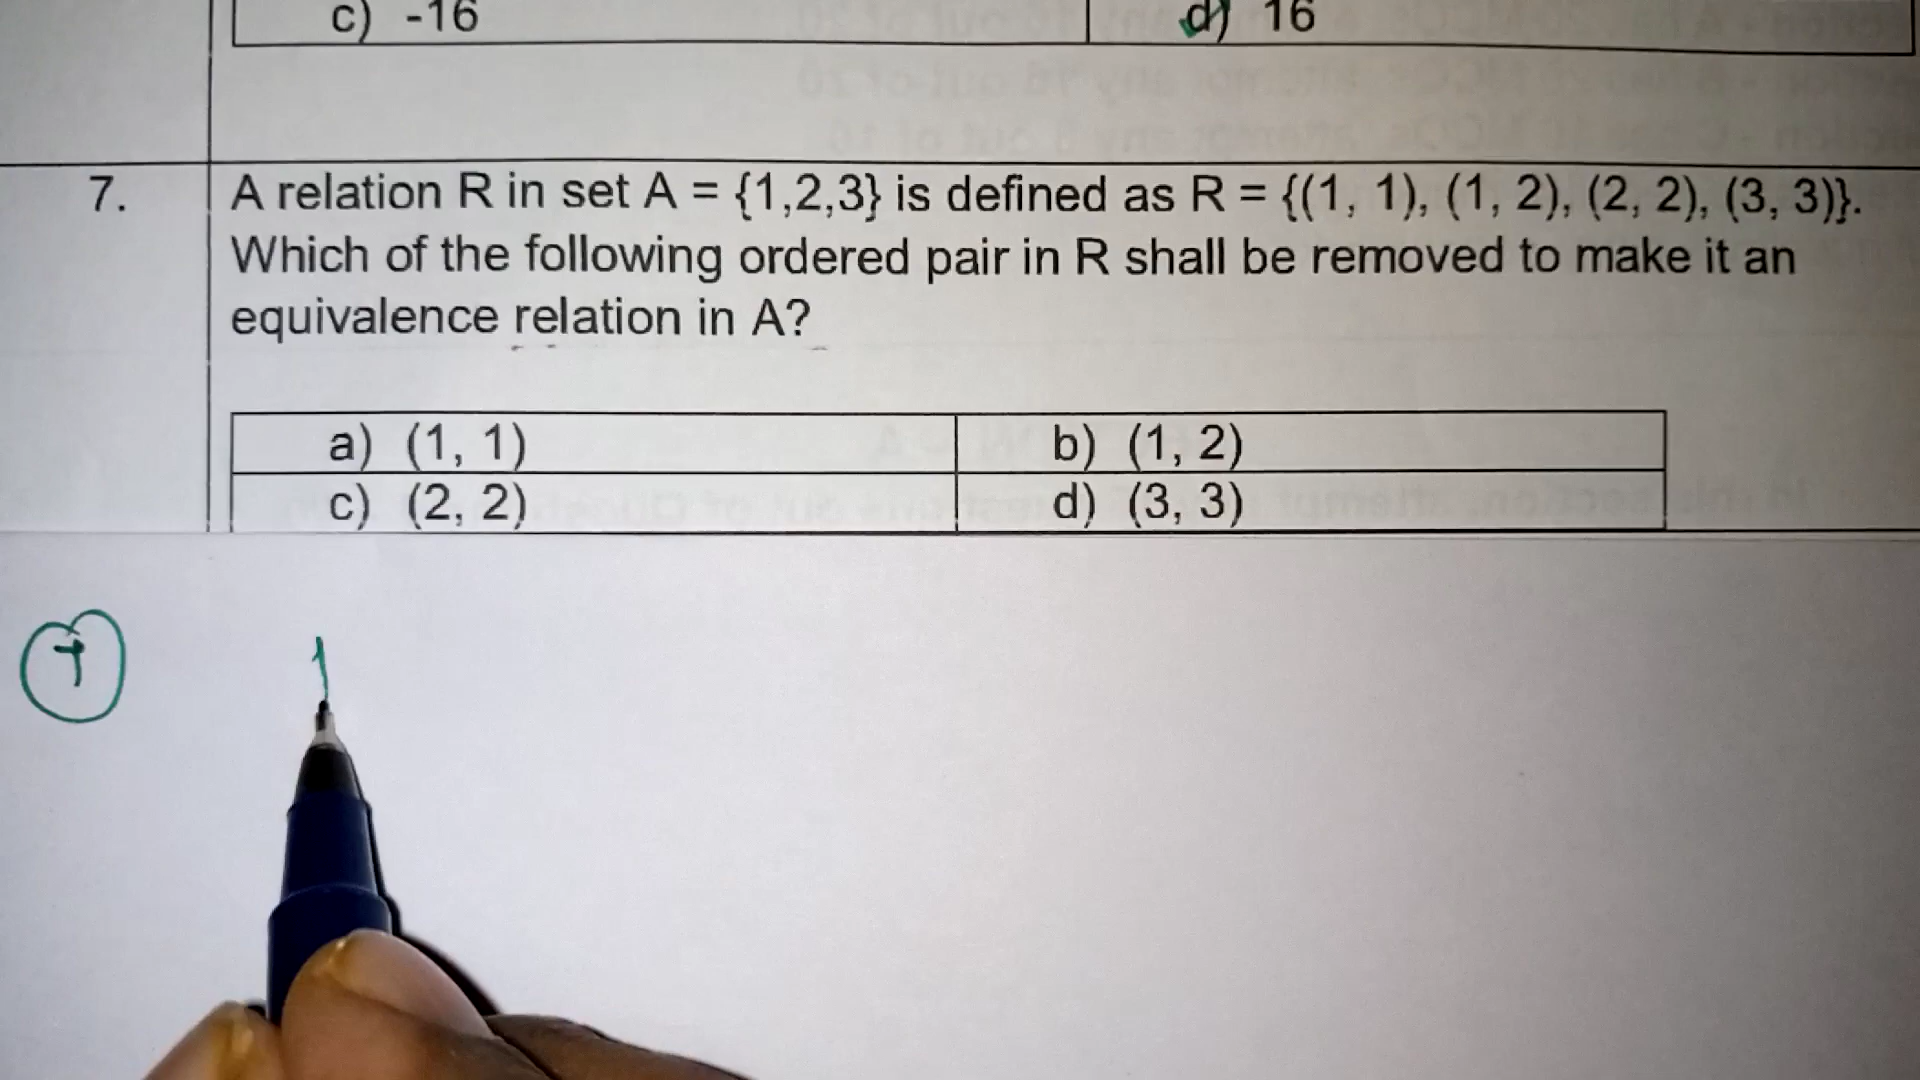 c) -16 d) 16
7. A relation R in set A = {1,2,3} is defined as R = {(1, 1), (1, 2), (2, 2), (3, 3)}.
Which of the following ordered pair in R shall be removed to make it an
equivalence relation in A?
a) (1, 1) b) (1, 2)
c) (2, 2) d) (3, 3)
7 1